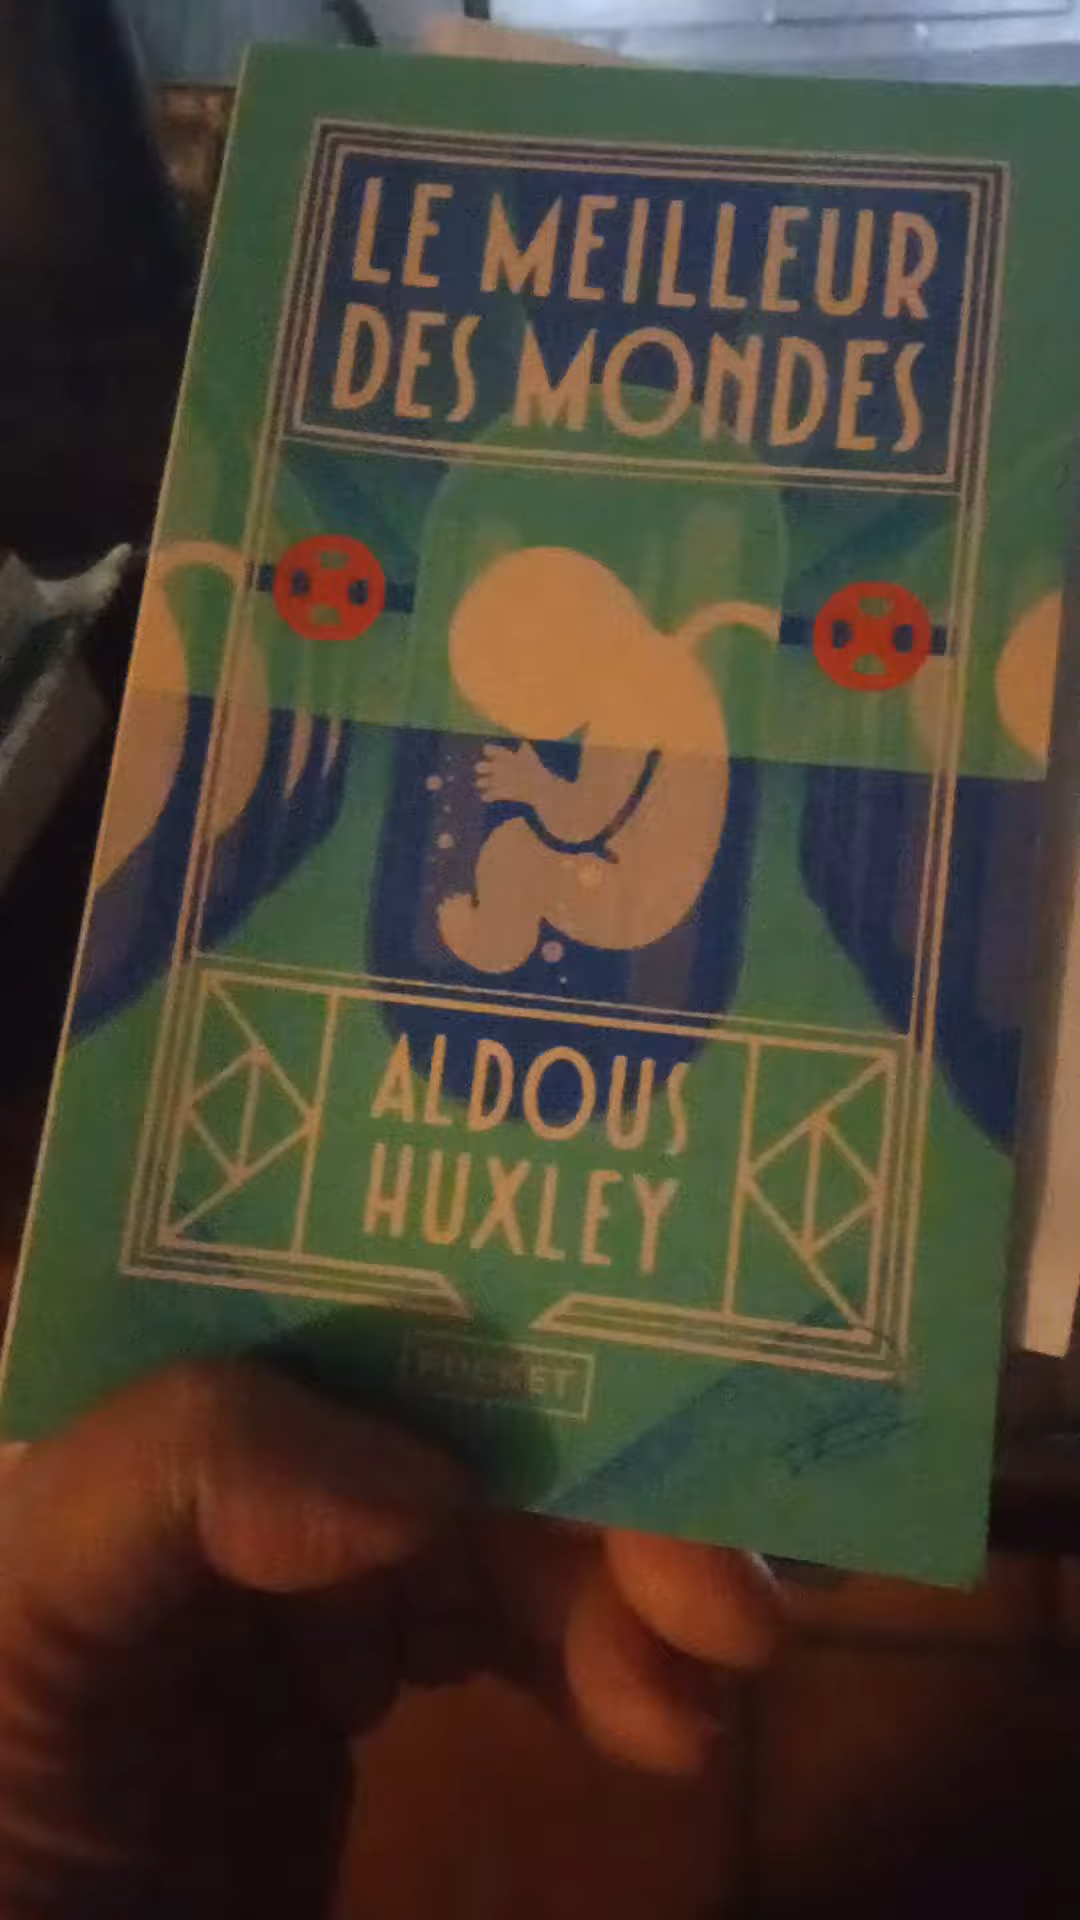 LE MEILLEUR
DES MONDES
ALDOUS
HUXLEY
POCKET